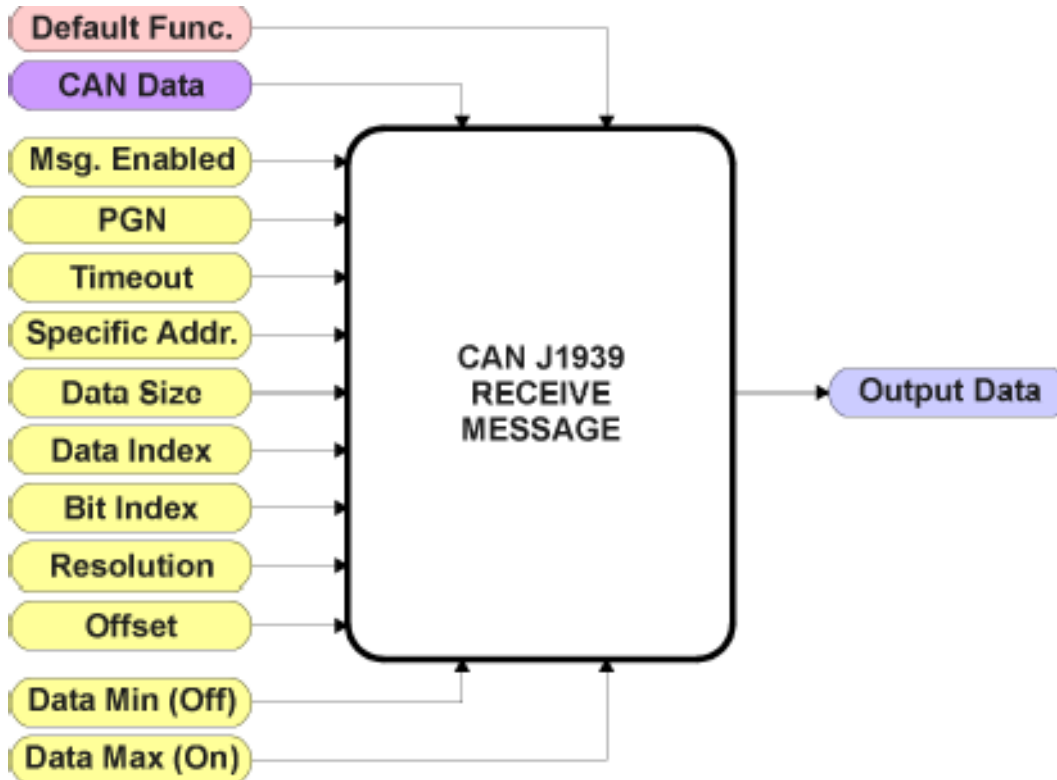 Default Func.
CAN Data
Msg. Enabled
PGN
Timeout
Specific Addr.
Data Size
Data Index
Bit Index
Resolution
Offset
Data Min (Off)
Data Max (On)
CAN J1939
RECEIVE
MESSAGE
Output Data